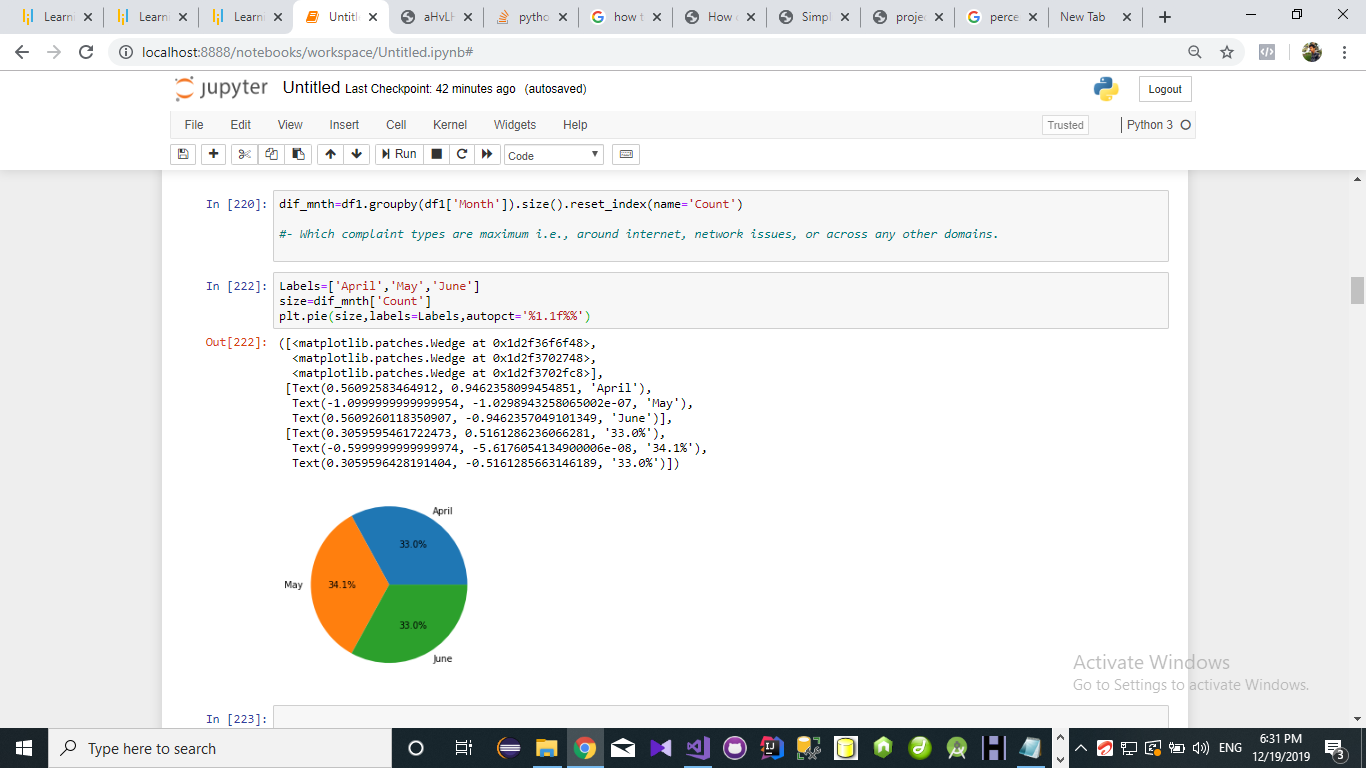 Learni Learni Learni Untitl aHvLH pytho how t How Simpl proje perce New Tab
localhost:8888/notebooks/workspace/Untitled.ipynb#
jupyter Untitled Last Checkpoint: 42 minutes ago (autosaved) Logout
File Edit View Insert Cell Kernel Widgets Help Trusted Python 3
Run Code
In [220]: dif_mnth=df1.groupby(df1['Month']).size().reset_index(name='Count')
#- Which complaint types are maximum i.e., around internet, network issues, or across any other domains.
In [222]: Labels=['April','May','June']
size=dif_mnth['Count']
plt.pie(size,labels=Labels,autopct='%1.1f%%')
Out[222]: ([<matplotlib.patches.Wedge at 0x1d2f36f6f48>,
<matplotlib.patches.Wedge at 0x1d2f3702748>,
<matplotlib.patches.Wedge at 0x1d2f3702fc8>],
[Text(0.56092583464912, 0.9462358099454851, 'April'),
Text(-1.0999999999999954, -1.0298943258065002e-07, 'May'),
Text(0.5609260118350907, -0.9462357049101349, 'June')],
[Text(0.3059595461722473, 0.5161286236066281, '33.0%'),
Text(-0.5999999999999974, -5.6176054134900006e-08, '34.1%'),
Text(0.3059596428191404, -0.5161285663146189, '33.0%')])
April
33.0%
May 34.1%
33.0%
June
Activate Windows
Go to Settings to activate Windows.
In [223]:
Type here to search
ENG
6:31 PM
12/19/2019
3